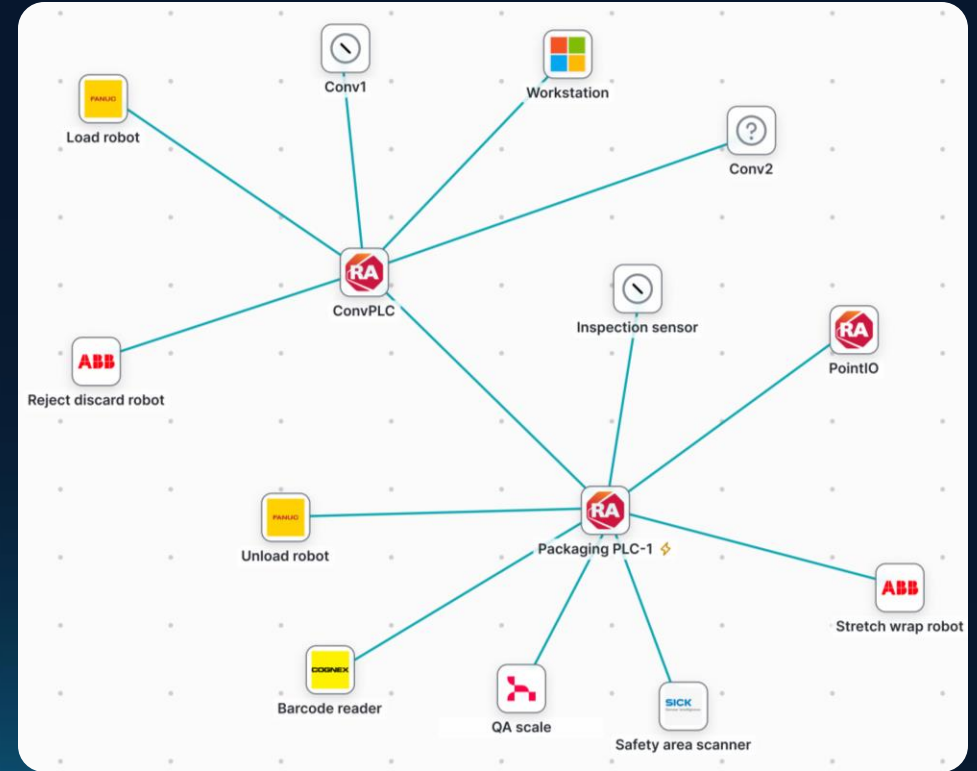 Conv1
Workstation
FANUC
Load robot
?
Conv2
RA
ConvPLC
Inspection sensor
RA
PointIO
ABB
Reject discard robot
FANUC
Unload robot
RA
Packaging PLC-1
ABB
Stretch wrap robot
COGNEX
Barcode reader
QA scale
SICK
Safety area scanner